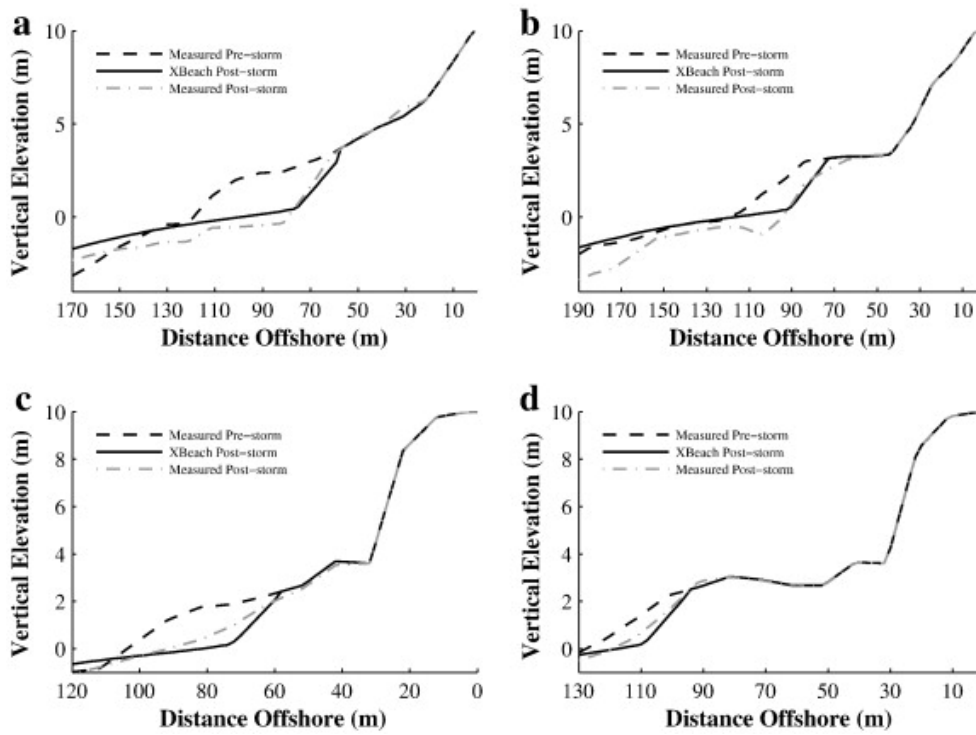 a
Vertical Elevation (m)
10
5
0
Measured Pre-storm
XBeach Post-storm
Measured Post-storm
170 150 130 110 90 70 50 30 10
Distance Offshore (m)
b
Vertical Elevation (m)
10
5
0
Measured Pre-storm
XBeach Post-storm
Measured Post-storm
190 170 150 130 110 90 70 50 30 10
Distance Offshore (m)
c
Vertical Elevation (m)
10
8
6
4
2
0
Measured Pre-storm
XBeach Post-storm
Measured Post-storm
120 100 80 60 40 20 0
Distance Offshore (m)
d
Vertical Elevation (m)
10
8
6
4
2
0
Measured Pre-storm
XBeach Post-storm
Measured Post-storm
130 110 90 70 50 30 10
Distance Offshore (m)